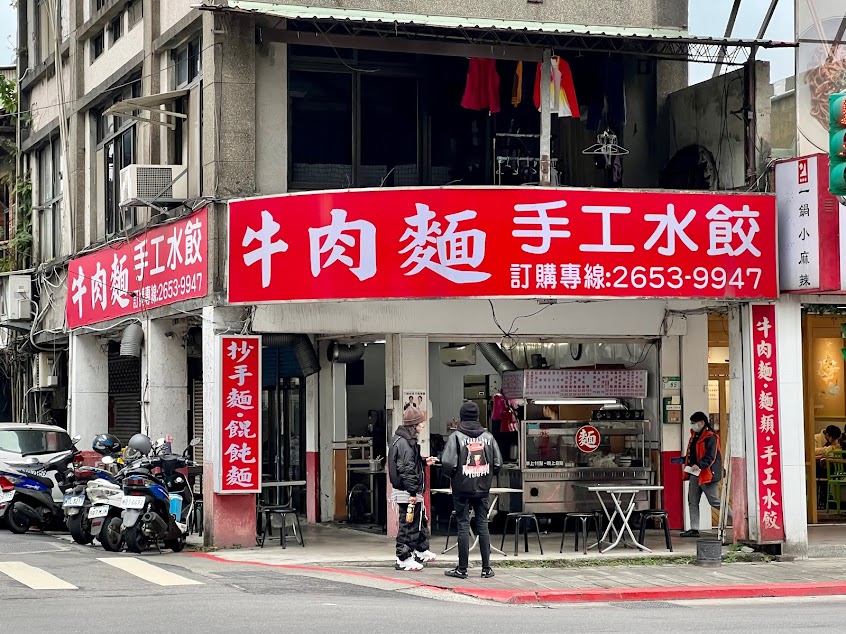 牛肉麵
手工水餃
訂購專線:2653-9947
牛肉麵
手工水餃
訂購專線:2653-9947
抄手麵·餛飩麵
麵
牛肉麵·麵類·手工水餃
一鍋小麻辣